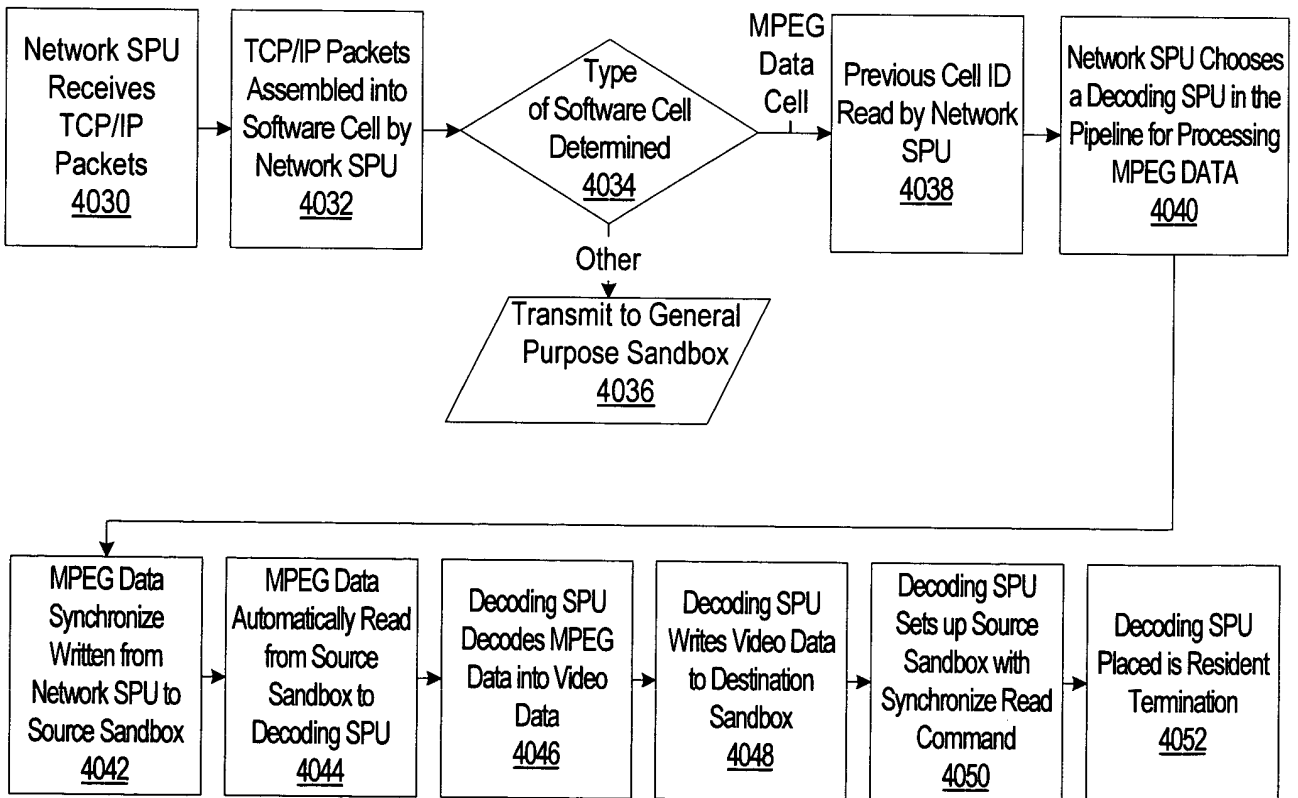 Network SPU
Receives
TCP/IP
Packets
4030
TCP/IP Packets
Assembled into
Software Cell by
Network SPU
4032
Type
of Software Cell
Determined
4034
MPEG
Data
Cell
Other
Transmit to General
Purpose Sandbox
4036
Previous Cell ID
Read by Network
SPU
4038
Network SPU Chooses
a Decoding SPU in the
Pipeline for Processing
MPEG DATA
4040
MPEG Data
Synchronize
Written from
Network SPU to
Source Sandbox
4042
MPEG Data
Automatically Read
from Source
Sandbox to
Decoding SPU
4044
Decoding SPU
Decodes MPEG
Data into Video
Data
4046
Decoding SPU
Writes Video Data
to Destination
Sandbox
4048
Decoding SPU
Sets up Source
Sandbox with
Synchronize Read
Command
4050
Decoding SPU
Placed is Resident
Termination
4052